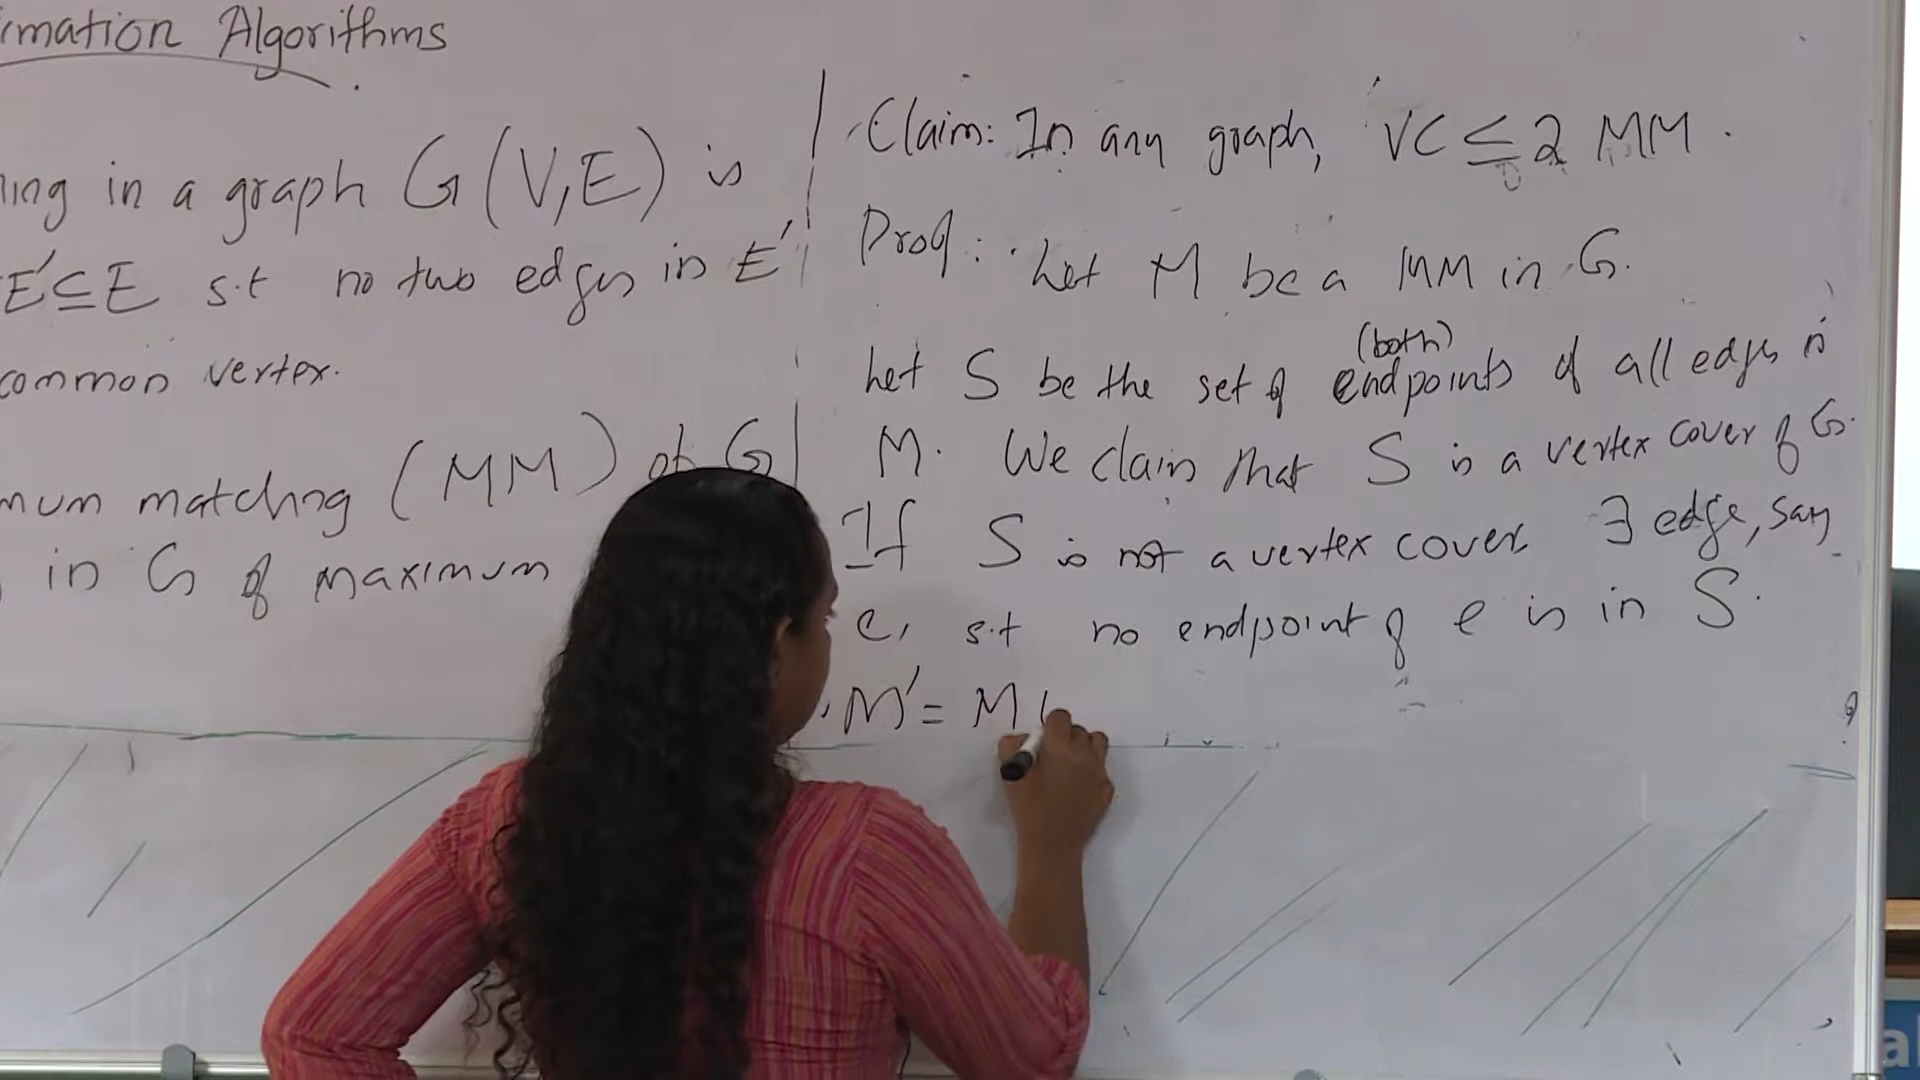 imation Algorithms
hing in a graph G(V,E) is
E'⊆E s.t no two edges in E'
common vertex.
mum matching (MM) of G
in G of maximum
Claim: In any graph, VC ≤ 2 MM.
Proof: Let M be a MM in G.
(both)
Let S be the set of endpoints of all edges in
M. We claim that S is a vertex cover of G.
If S is not a vertex cover ∃ edge, say
e, s.t no endpoint of e is in S.
M' = M